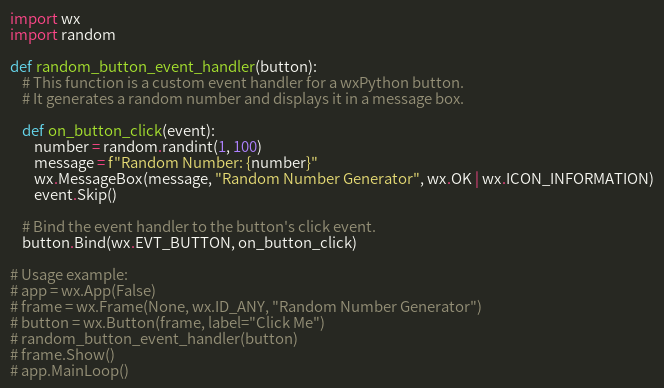 import wx
import random

def random_button_event_handler(button):
    # This function is a custom event handler for a wxPython button.
    # It generates a random number and displays it in a message box.

    def on_button_click(event):
        number = random.randint(1, 100)
        message = f"Random Number: {number}"
        wx.MessageBox(message, "Random Number Generator", wx.OK | wx.ICON_INFORMATION)
        event.Skip()

    # Bind the event handler to the button's click event.
    button.Bind(wx.EVT_BUTTON, on_button_click)

# Usage example:
# app = wx.App(False)
# frame = wx.Frame(None, wx.ID_ANY, "Random Number Generator")
# button = wx.Button(frame, label="Click Me")
# random_button_event_handler(button)
# frame.Show()
# app.MainLoop()